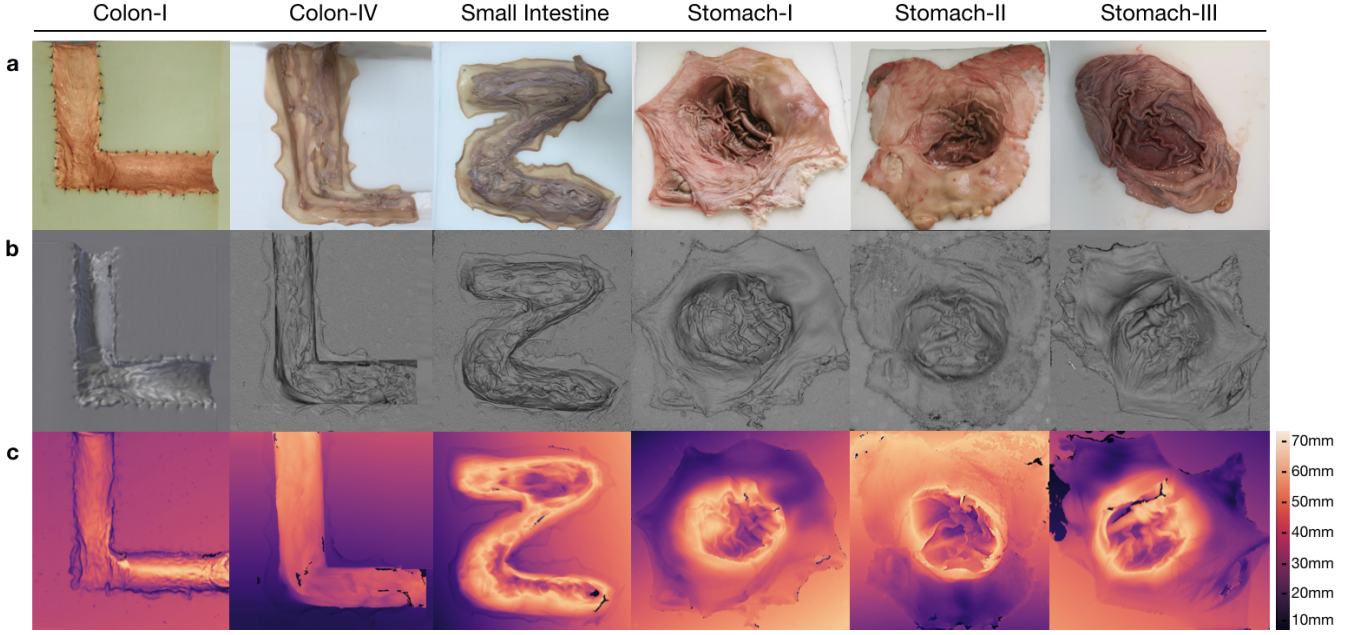 Colon-I Colon-IV Small Intestine Stomach-I Stomach-II Stomach-III
a
b
c
70mm
60mm
50mm
40mm
30mm
20mm
10mm